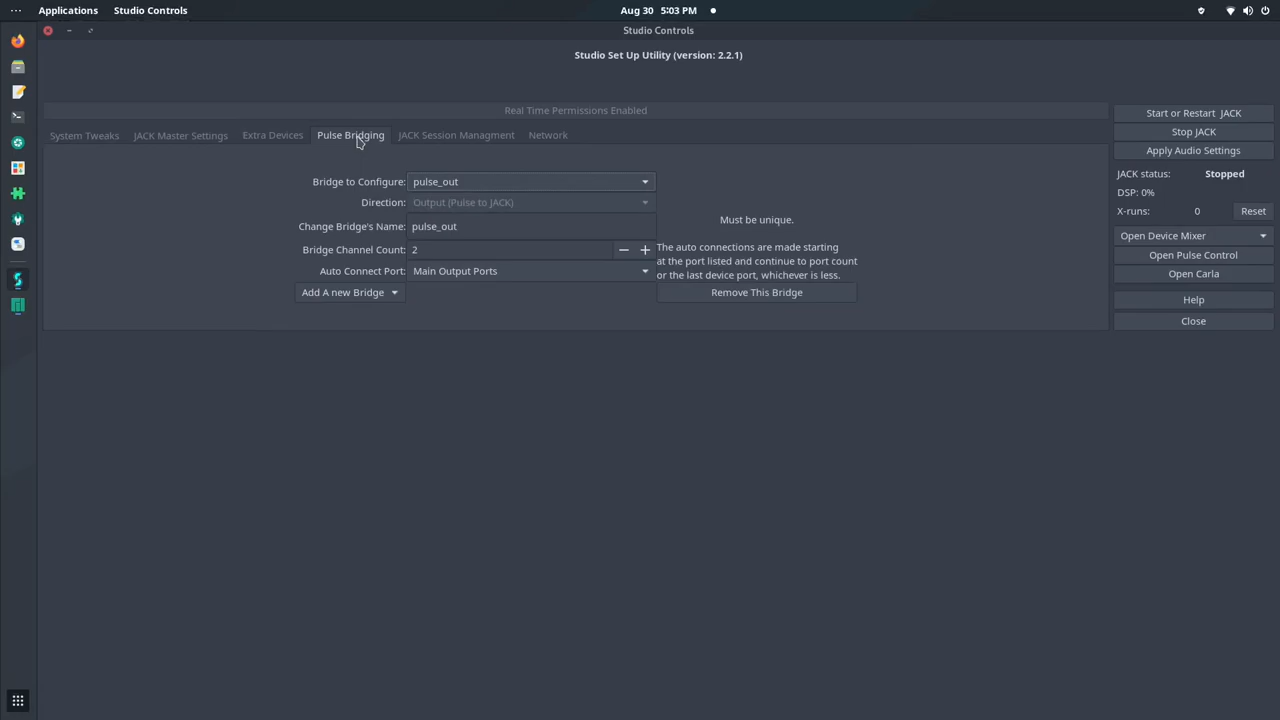 Applications Studio Controls Aug 30 5:03 PM
Studio Controls
Studio Set Up Utility (version: 2.2.1)
Real Time Permissions Enabled
System Tweaks JACK Master Settings Extra Devices Pulse Bridging JACK Session Managment Network
Bridge to Configure: pulse_out
Direction: Output (Pulse to JACK)
Change Bridge's Name: pulse_out
Must be unique.
Bridge Channel Count: 2
The auto connections are made starting
at the port listed and continue to port count
or the last device port, whichever is less.
Auto Connect Port: Main Output Ports
Add A new Bridge
Remove This Bridge
Start or Restart JACK
Stop JACK
Apply Audio Settings
JACK status: Stopped
DSP: 0%
X-runs: 0 Reset
Open Device Mixer
Open Pulse Control
Open Carla
Help
Close